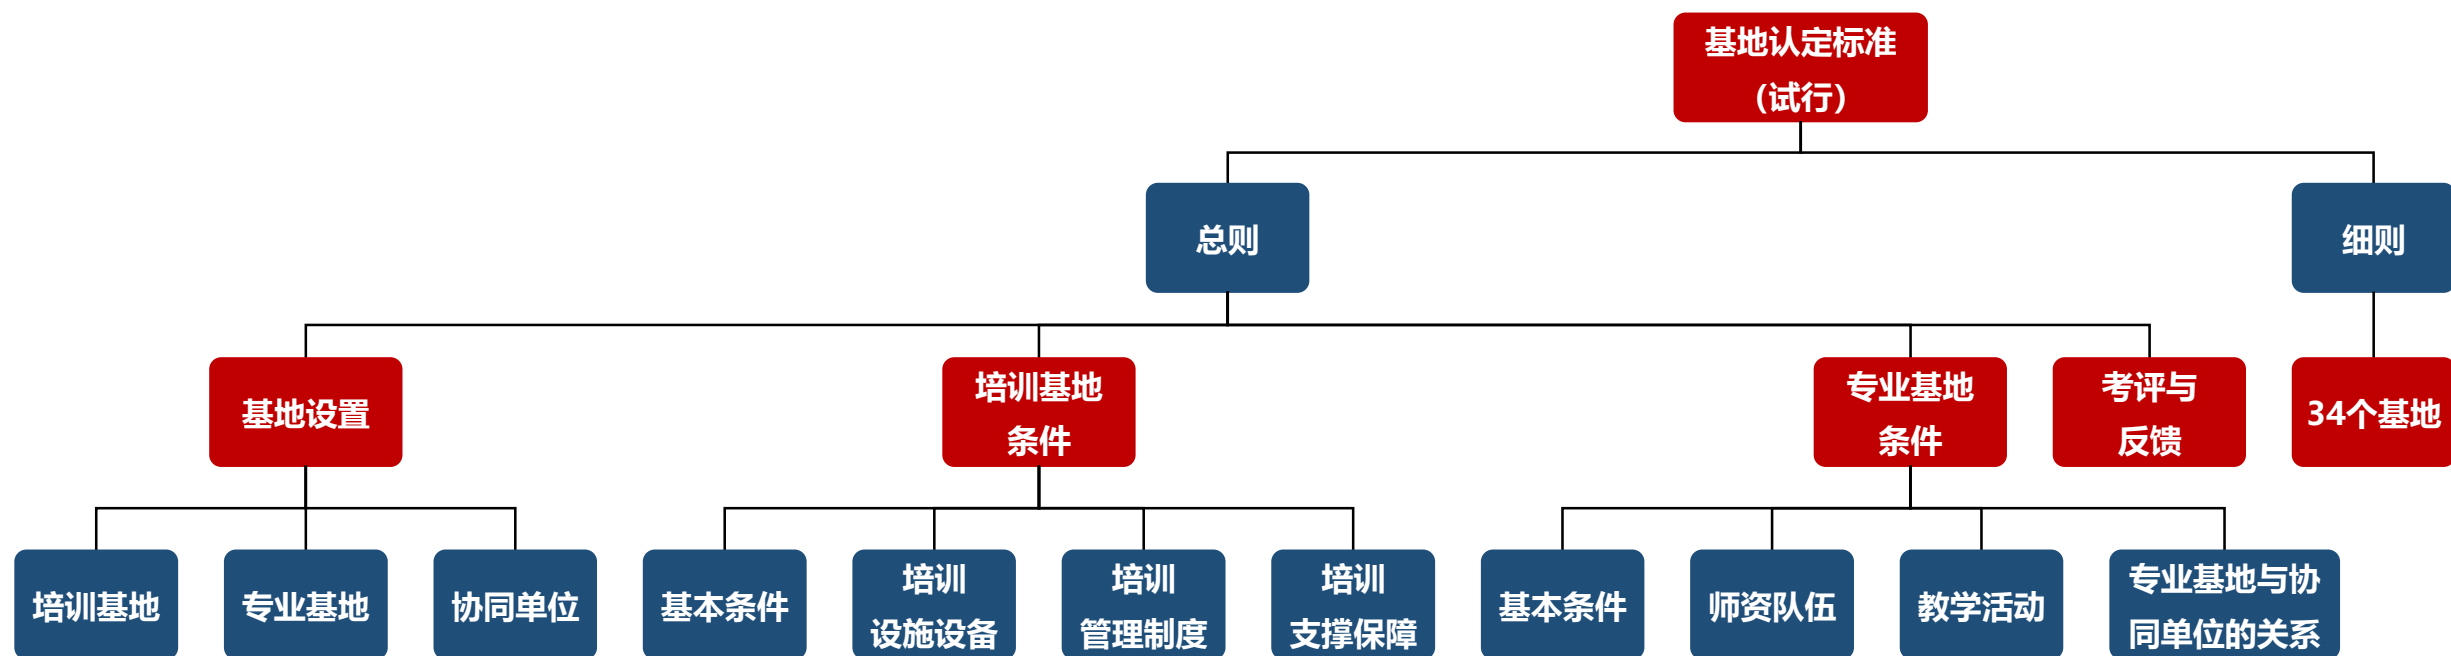 基地认定标准
（试行）
总则
细则
基地设置
培训基地
条件
专业基地
条件
考评与
反馈
34个基地
培训基地
专业基地
协同单位
基本条件
培训
设施设备
培训
管理制度
培训
支撑保障
基本条件
师资队伍
教学活动
专业基地与协
同单位的关系